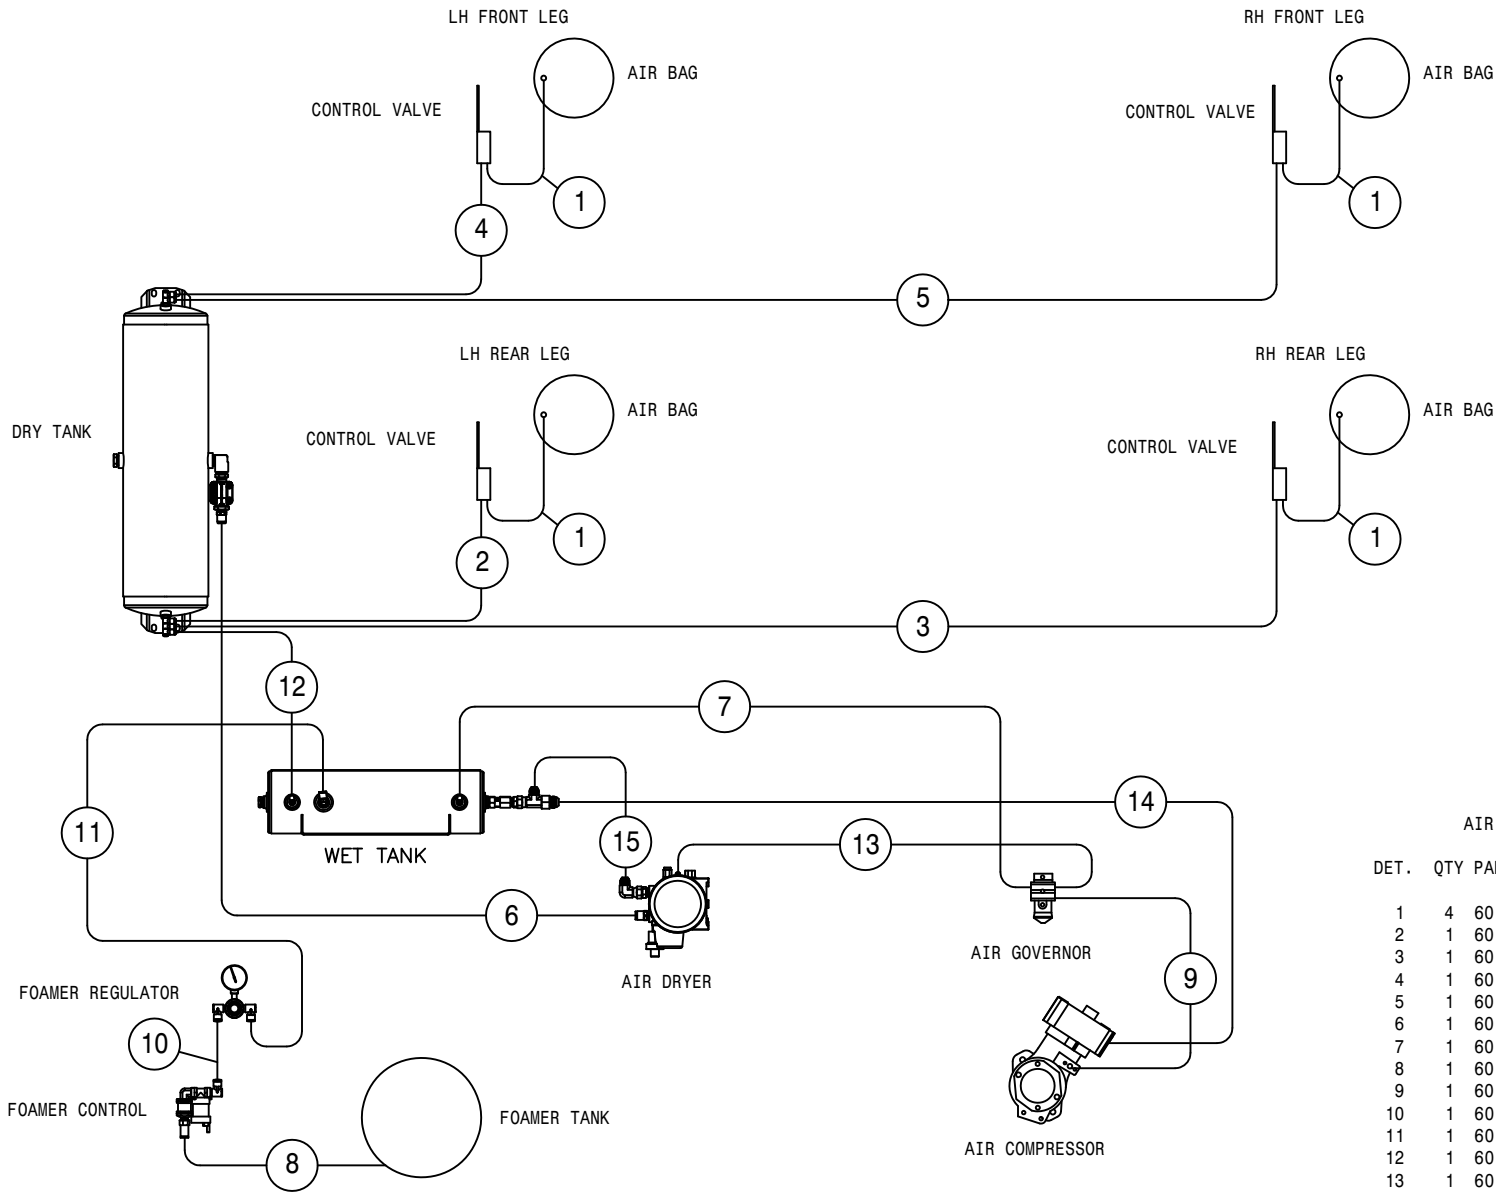 LH FRONT LEG
RH FRONT LEG
AIR BAG
AIR BAG
CONTROL VALVE
CONTROL VALVE
1
1
4
5
LH REAR LEG
RH REAR LEG
AIR BAG
AIR BAG
DRY TANK
CONTROL VALVE
CONTROL VALVE
1
1
2
3
12
7
14
11
15
13
WET TANK
6
AIR GOVERNOR
AIR DRYER
9
FOAMER REGULATOR
10
FOAMER CONTROL
FOAMER TANK
AIR COMPRESSOR
8
AIR
DET. QTY
1 4 60
2 1 60
3 1 60
4 1 60
5 1 60
6 1 60
7 1 60
8 1 60
9 1 60
10 1 60
11 1 60
12 1 60
13 1 60